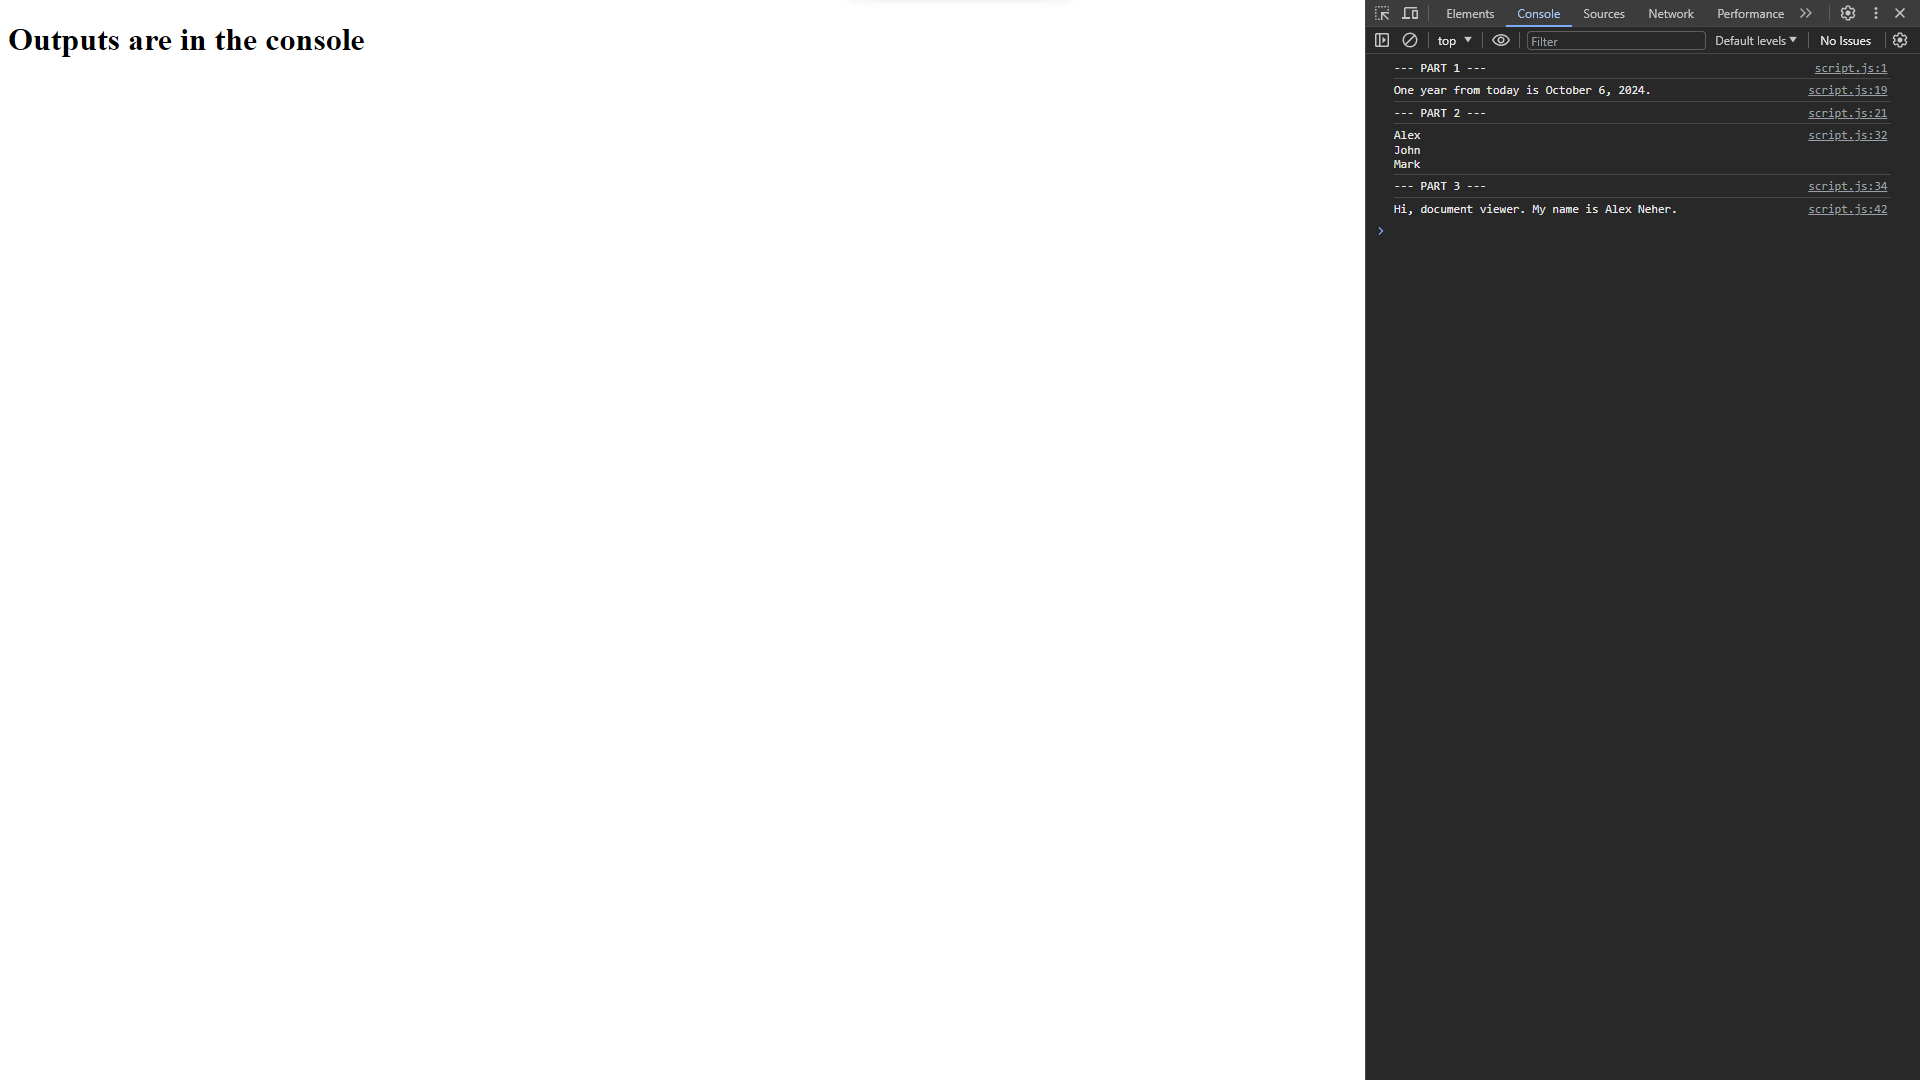 Outputs are in the console
Elements Console Sources Network Performance
top Filter Default levels No Issues
--- PART 1 --- script.js:1
One year from today is October 6, 2024. script.js:19
--- PART 2 --- script.js:21
Alex script.js:32
John
Mark
--- PART 3 --- script.js:34
Hi, document viewer. My name is Alex Neher. script.js:42